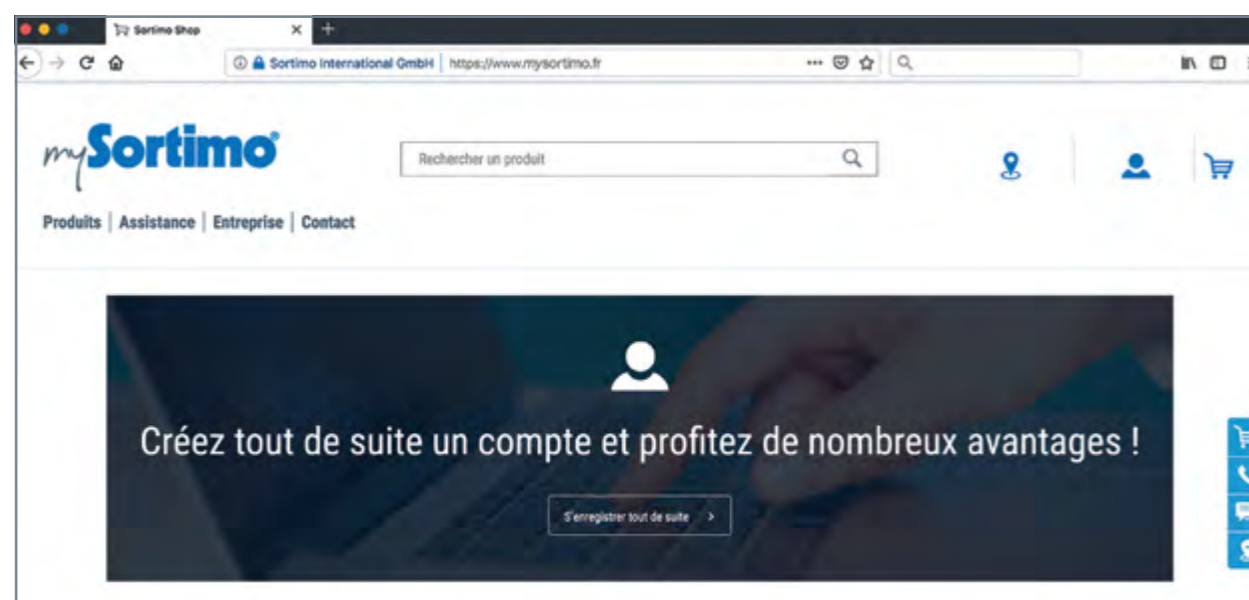 Sortimo Shop
Sortimo International GmbH https://www.mysortimo.fr
mySortimo®
Rechercher un produit
Produits | Assistance | Entreprise | Contact
Créez tout de suite un compte et profitez de nombreux avantages !
S'enregistrer tout de suite >